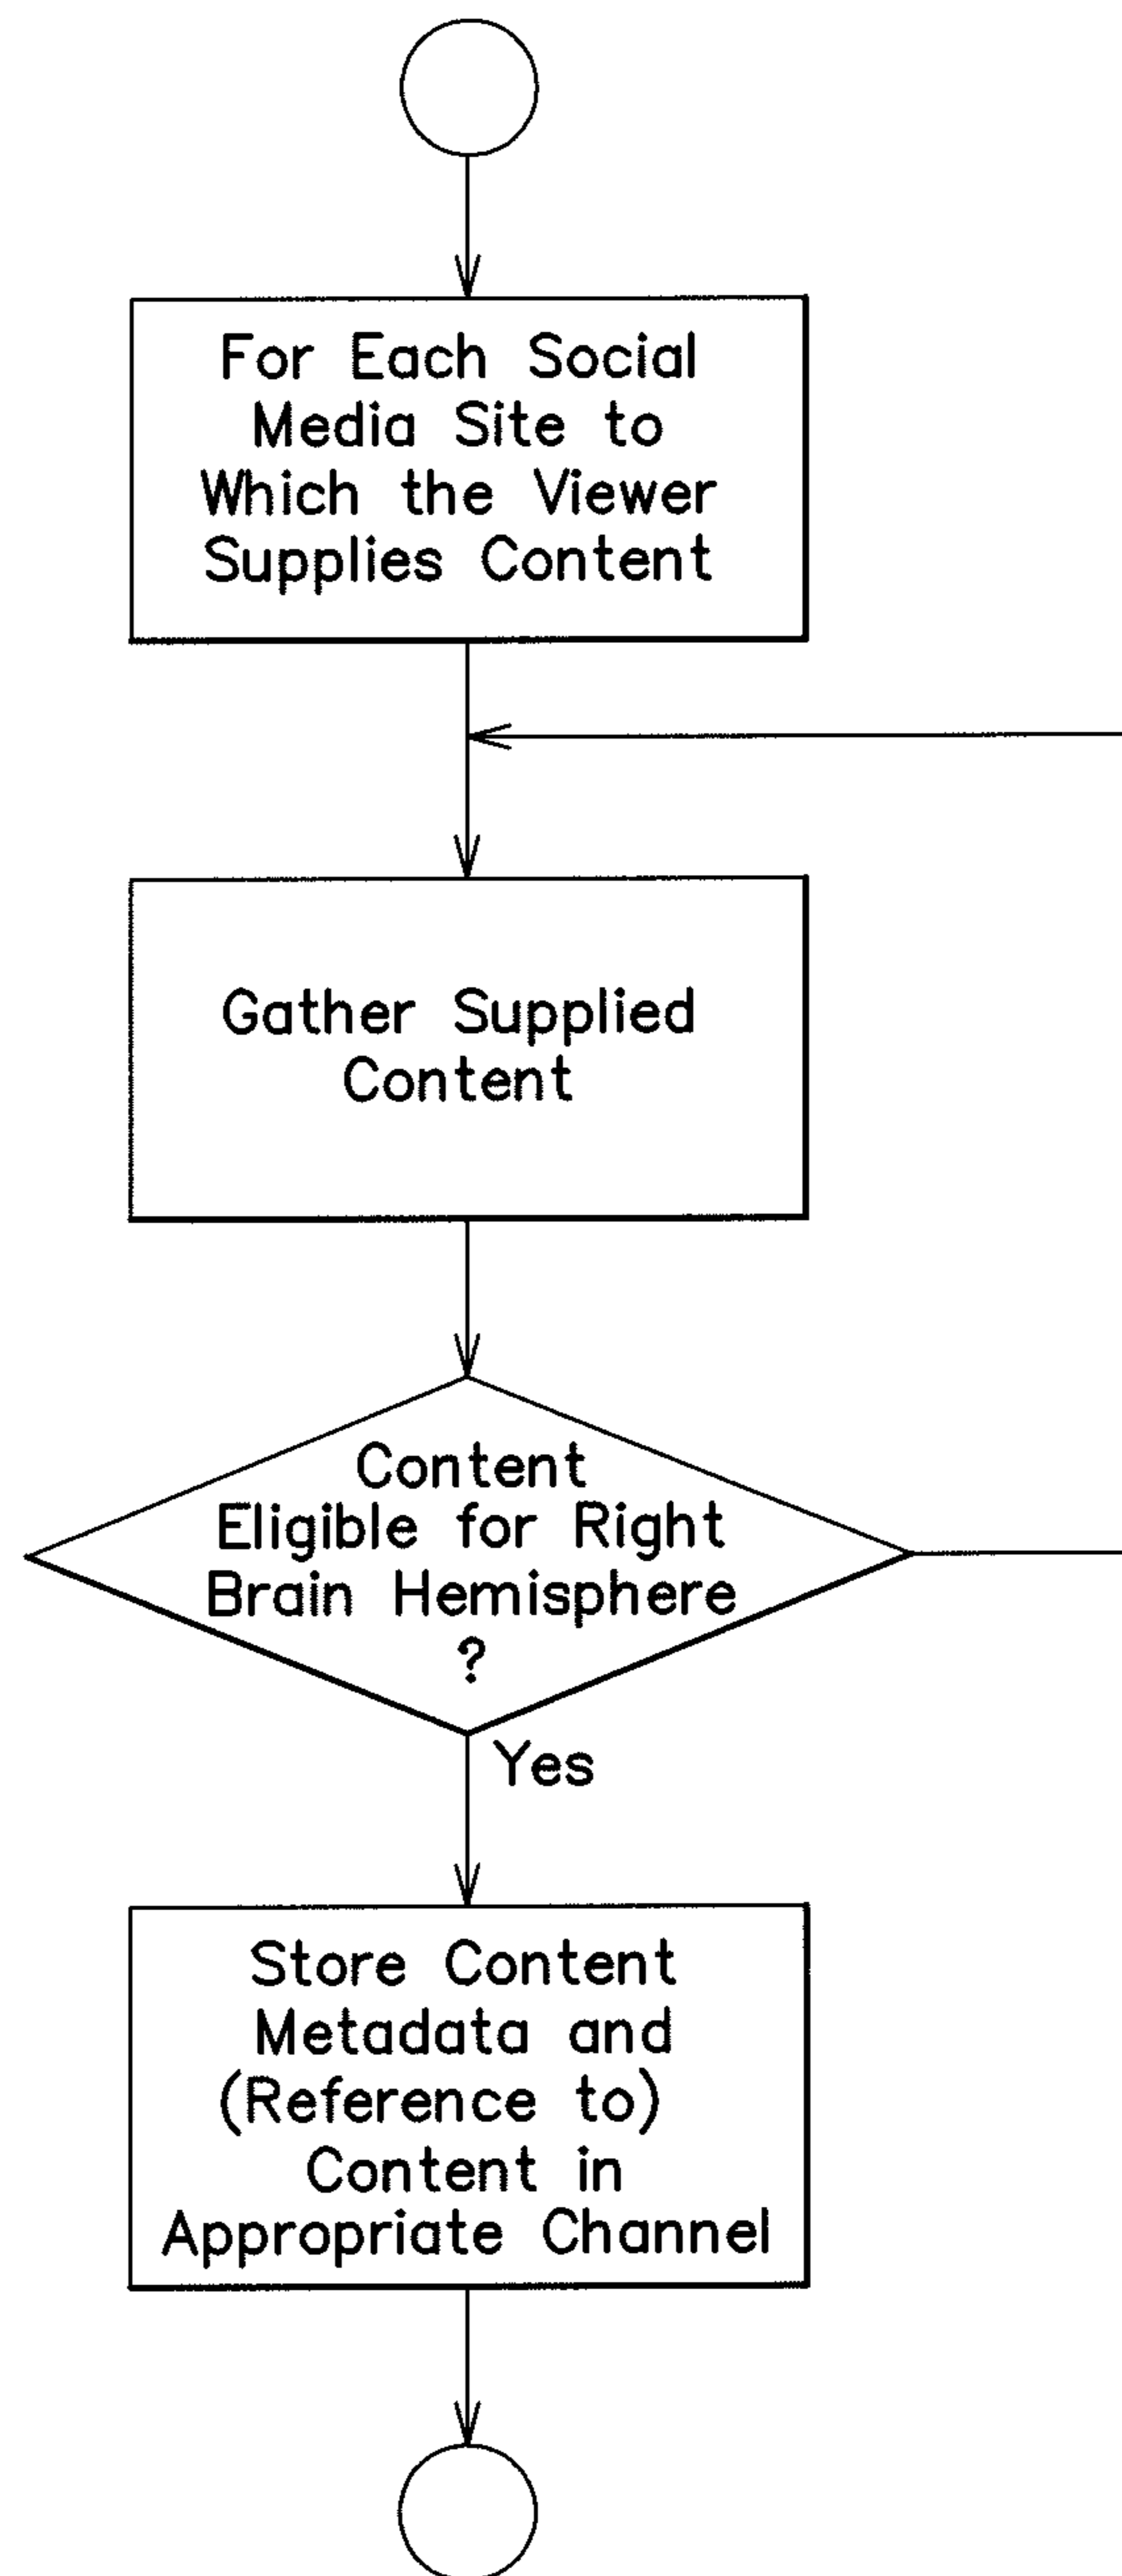 For Each Social
Media Site to
Which the Viewer
Supplies Content
Gather Supplied
Content
Content
Eligible for Right
Brain Hemisphere
?
Yes
Store Content
Metadata and
(Reference to)
Content in
Appropriate Channel